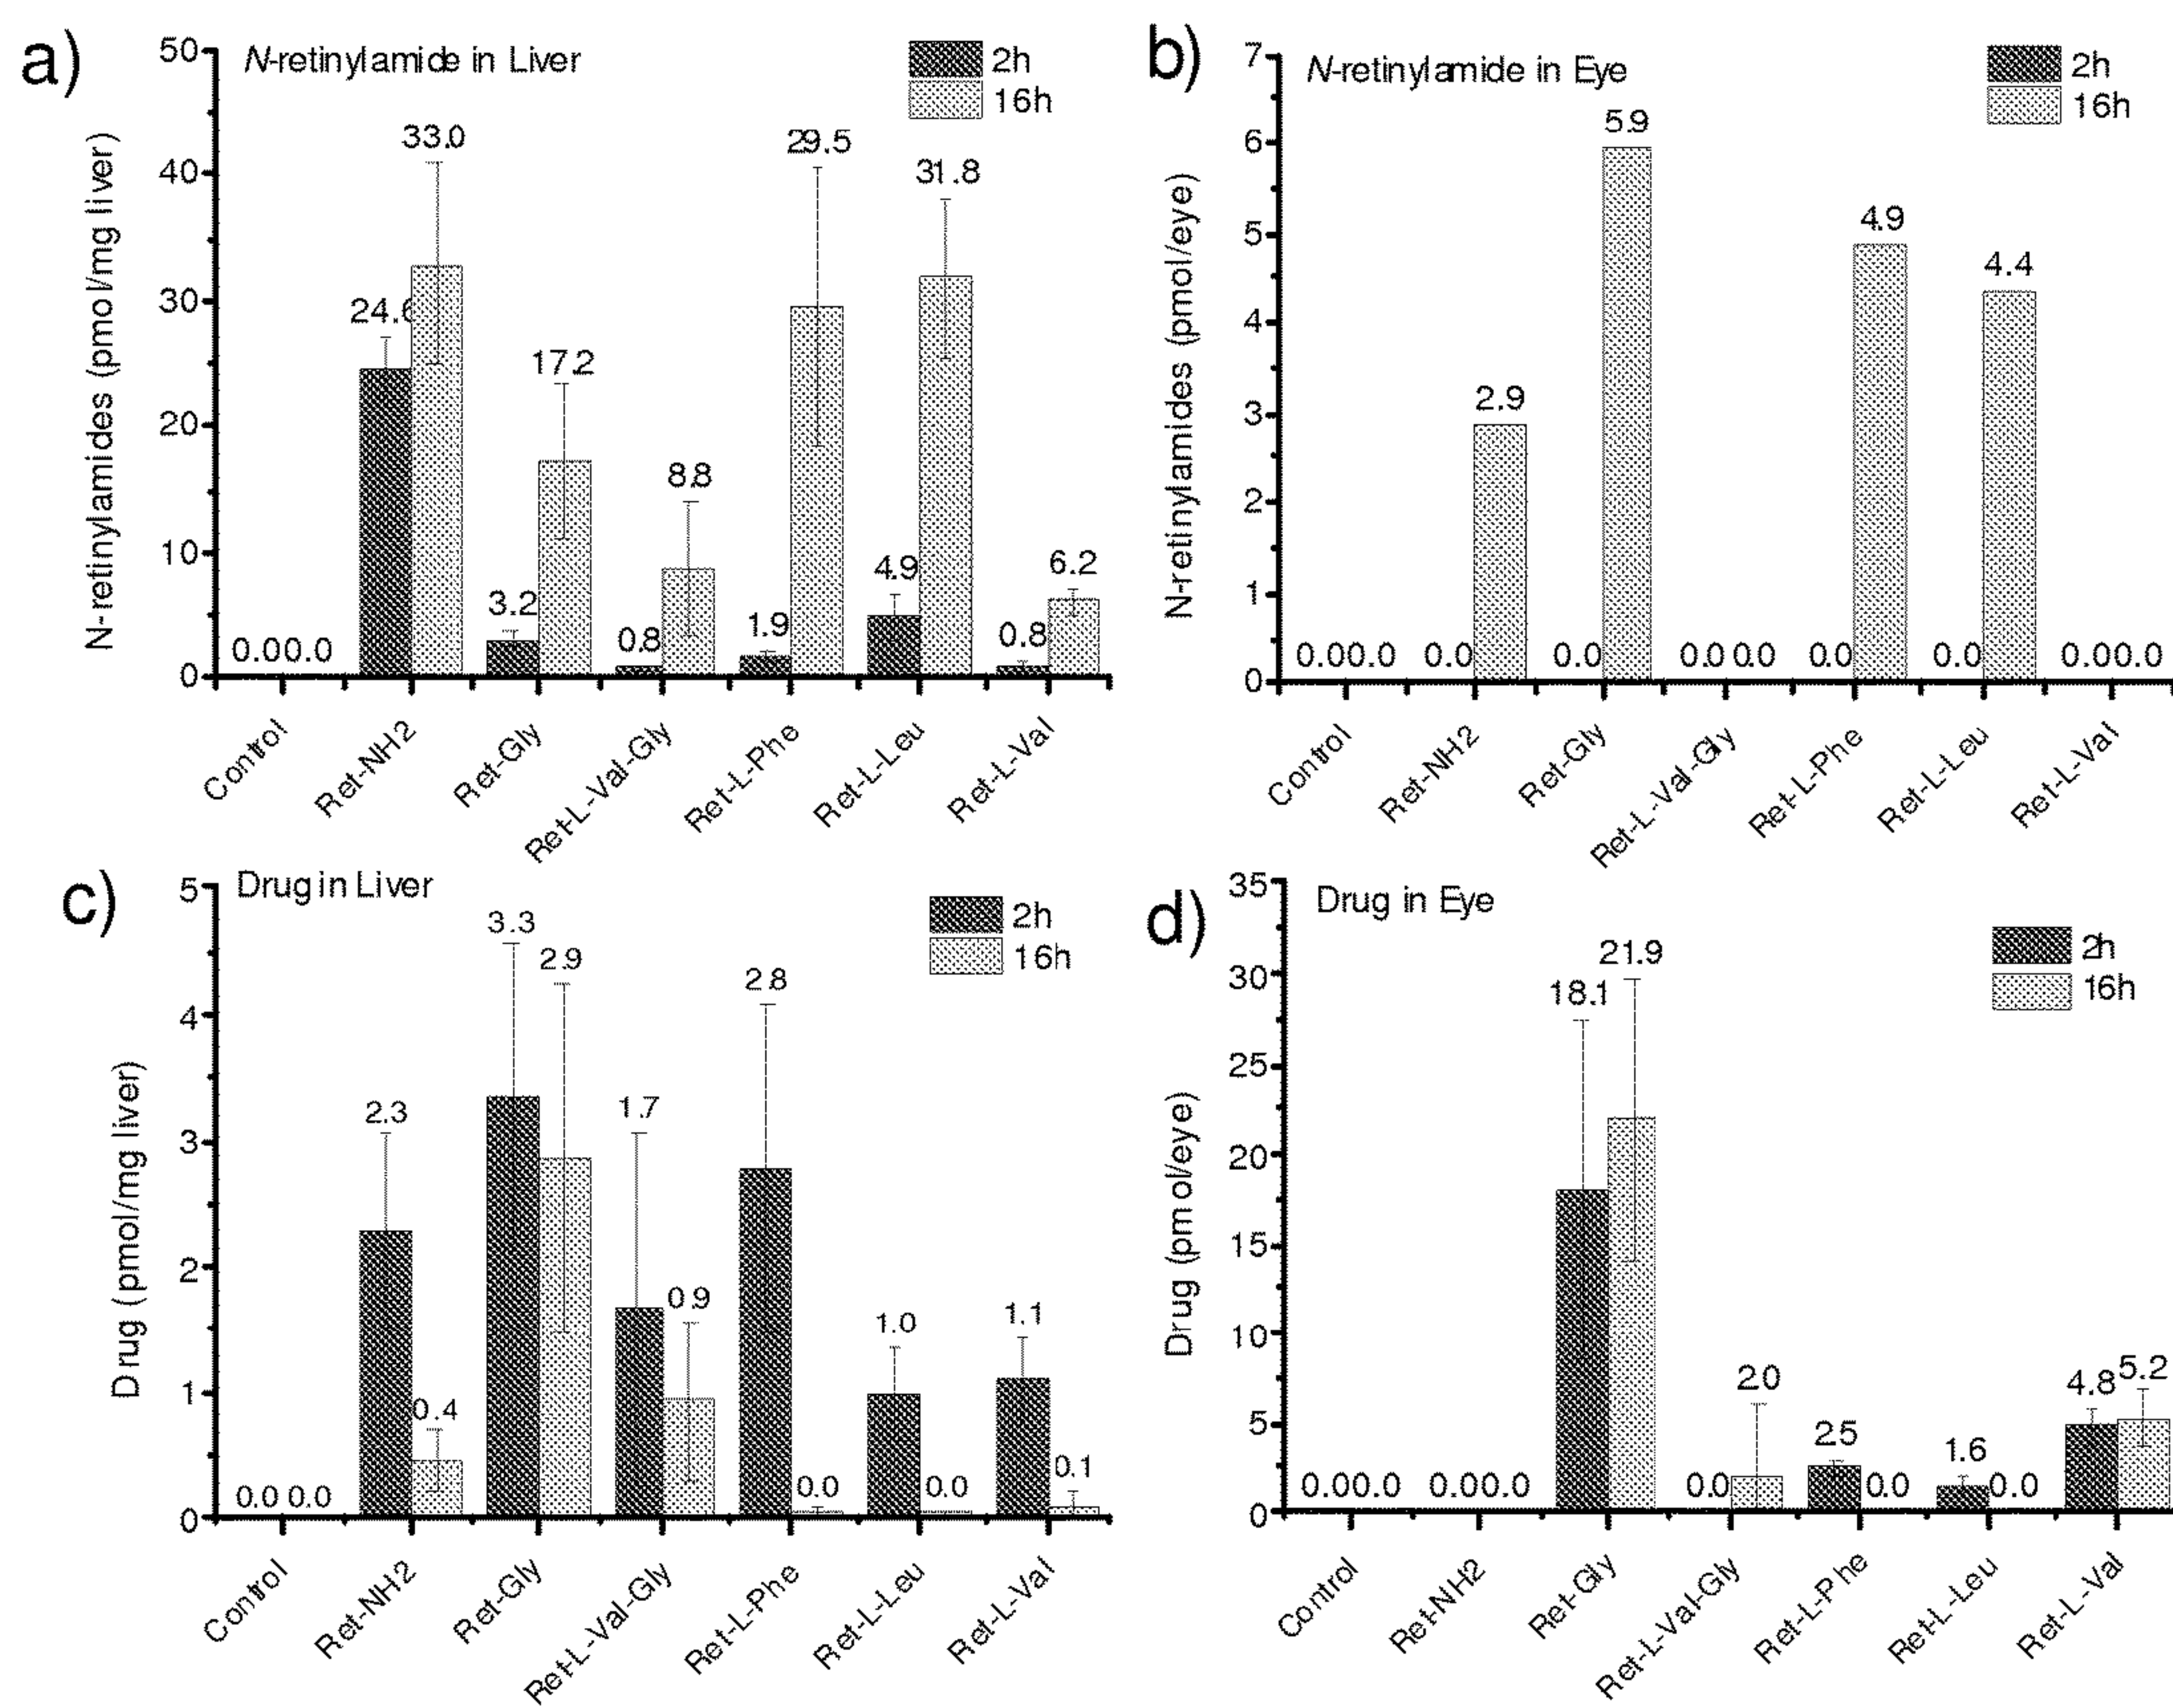 a)
N-retinylamide in Liver
2h
16h
N-retinylamides (pmol/mg liver)
50
40
30
20
10
0
0.0 0.0
24.6
33.0
3.2
17.2
0.8
8.8
1.9
29.5
4.9
31.8
0.8
6.2
Control
Ret-NH2
Ret-Gly
Ret-L-Val-Gly
Ret-L-Phe
Ret-L-Leu
Ret-L-Val
b)
N-retinylamide in Eye
2h
16h
N-retinylamides (pmol/eye)
7
6
5
4
3
2
1
0
0.0 0.0
0.0
2.9
0.0
5.9
0.0 0.0
0.0
4.9
0.0
4.4
0.0 0.0
Control
Ret-NH2
Ret-Gly
Ret-L-Val-Gly
Ret-L-Phe
Ret-L-Leu
Ret-L-Val
c)
Drug in Liver
2h
16h
Drug (pmol/mg liver)
5
4
3
2
1
0
0.0 0.0
2.3
0.4
3.3
2.9
1.7
0.9
2.8
0.0
1.0
0.0
1.1
0.1
Control
Ret-NH2
Ret-Gly
Ret-L-Val-Gly
Ret-L-Phe
Ret-L-Leu
Ret-L-Val
d)
Drug in Eye
2h
16h
Drug (pmol/eye)
35
30
25
20
15
10
5
0
0.0 0.0
0.0 0.0
18.1
21.9
0.0
2.0
2.5
0.0
1.6
0.0
4.8
5.2
Control
Ret-NH2
Ret-Gly
Ret-L-Val-Gly
Ret-L-Phe
Ret-L-Leu
Ret-L-Val